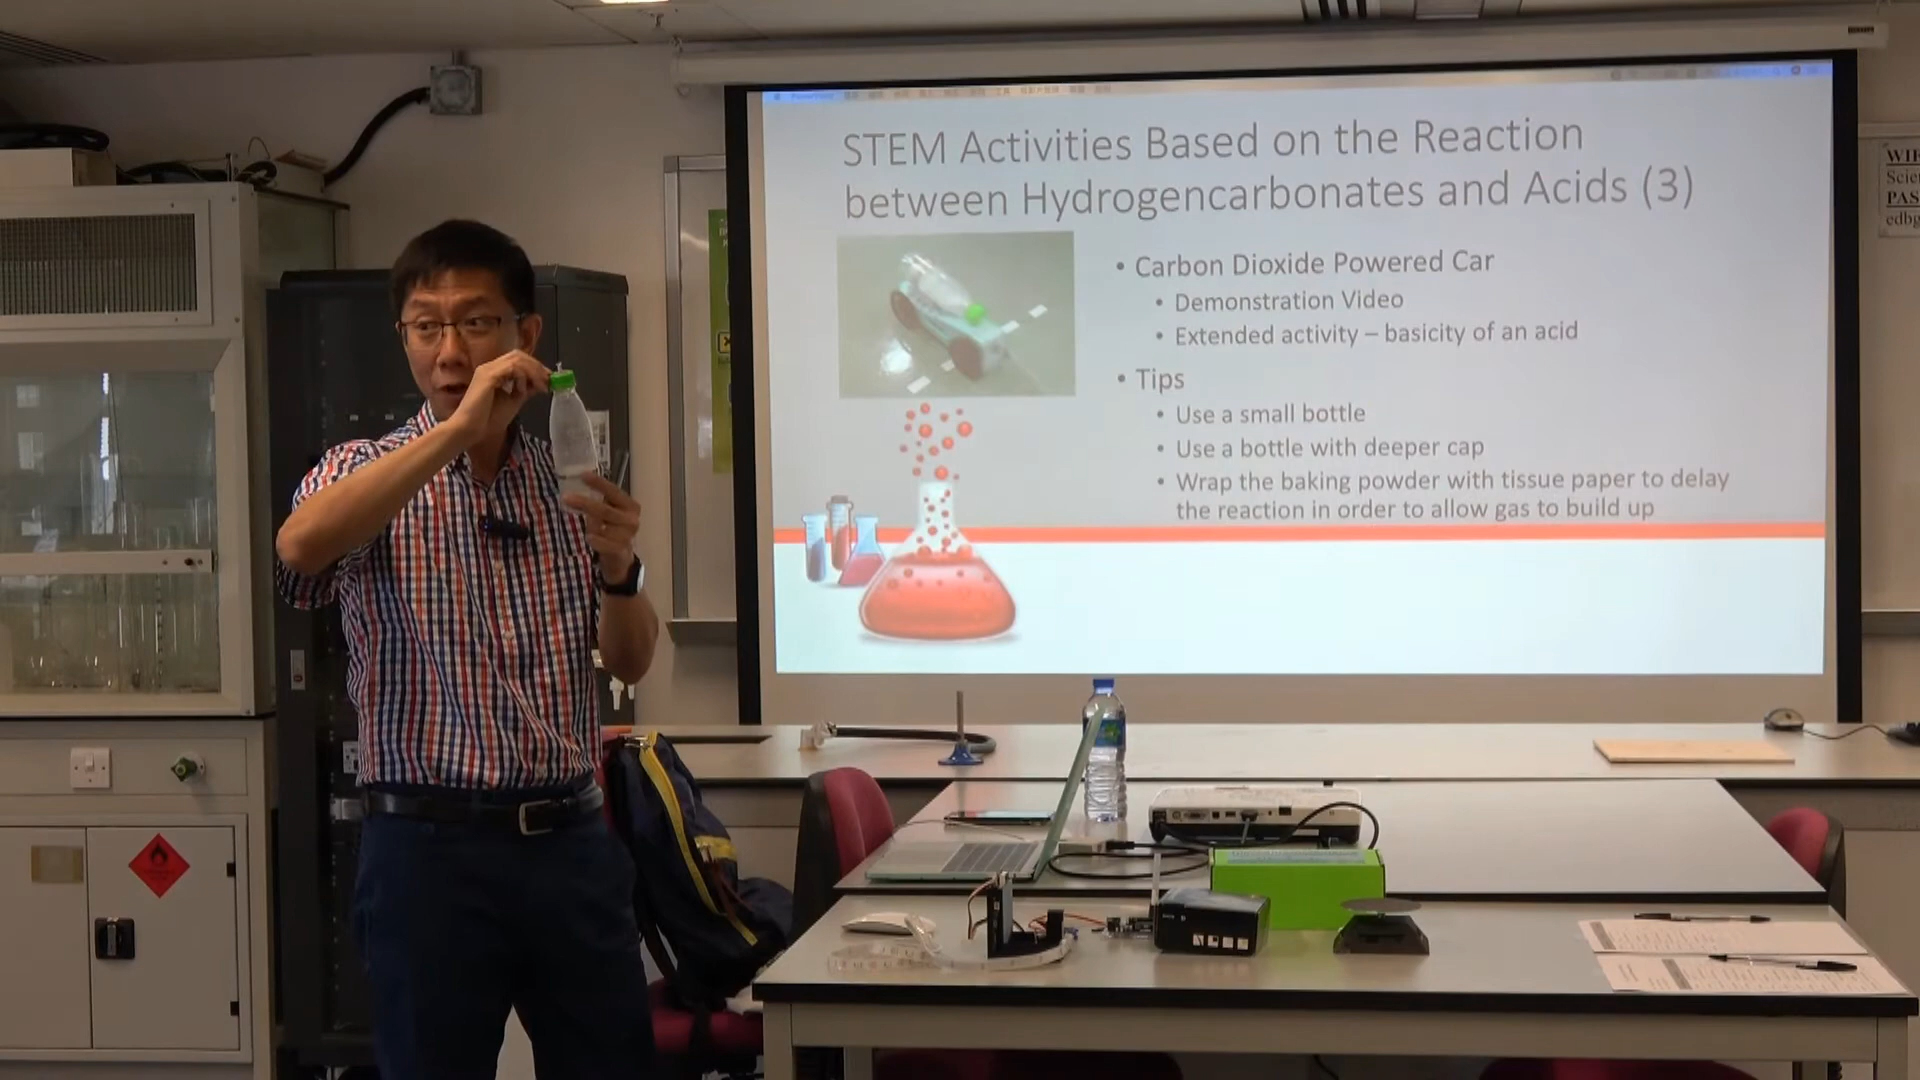 STEM Activities Based on the Reaction
between Hydrogencarbonates and Acids (3)
• Carbon Dioxide Powered Car
• Demonstration Video
• Extended activity – basicity of an acid
• Tips
• Use a small bottle
• Use a bottle with deeper cap
• Wrap the baking powder with tissue paper to delay
the reaction in order to allow gas to build up